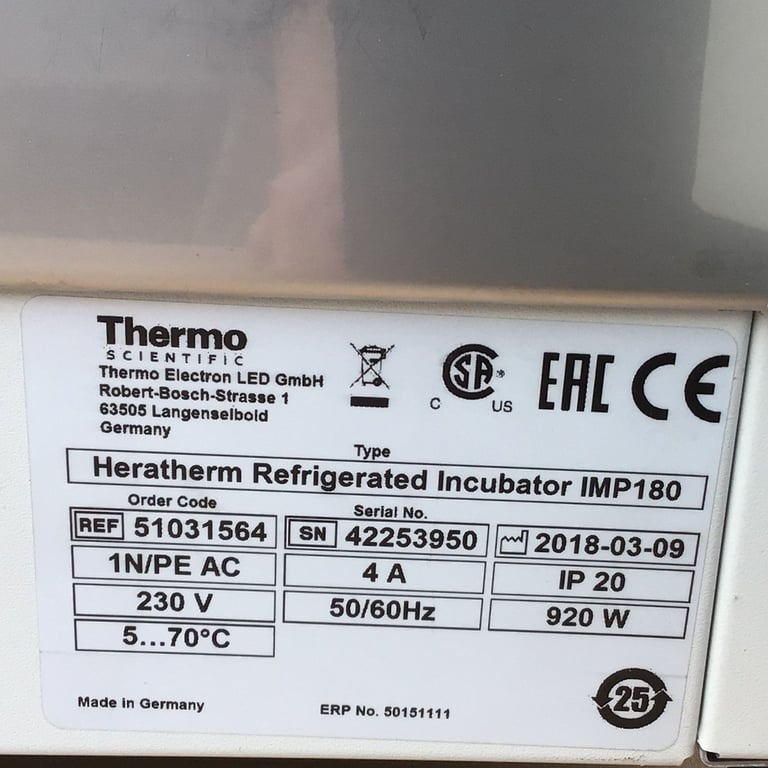 Thermo
SCIENTIFIC
Thermo Electron LED GmbH
Robert-Bosch-Strasse 1
63505 Langenselbold
Germany
C SA US
EAC CE
Type
Heratherm Refrigerated Incubator IMP180
Order Code
Serial No.
REF 51031564
SN 42253950
2018-03-09
1N/PE AC
4 A
IP 20
230 V
50/60Hz
920 W
5...70°C
Made in Germany
ERP No. 50151111
25